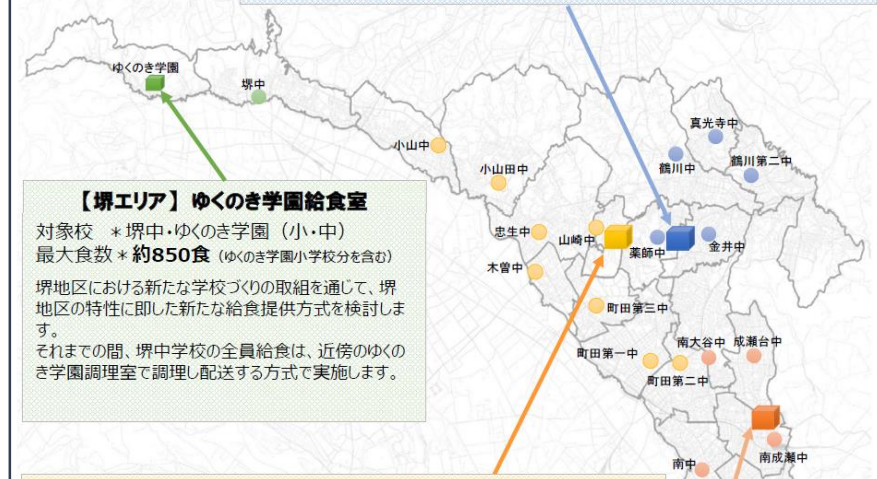 ゆくのき学園
堺中
小山中
小山田中
真光寺中
鶴川中
鶴川第二中
忠生中
山崎中
薬師中
金井中
木曽中
町田第三中
町田第一中
町田第二中
南大谷中
成瀬台中
南成瀬中
南中
【堺エリア】ゆくのき学園給食室
対象校 *堺中・ゆくのき学園(小・中)
最大食数*約850食(ゆくのき学園小学校分を含む)
堺地区における新たな学校づくりの取組を通じて、堺
地区の特性に即した新たな給食提供方式を検討しま
す。
それまでの間、堺中学校の全員給食は、近傍のゆくの
き学園調理室で調理し配送する方式で実施します。